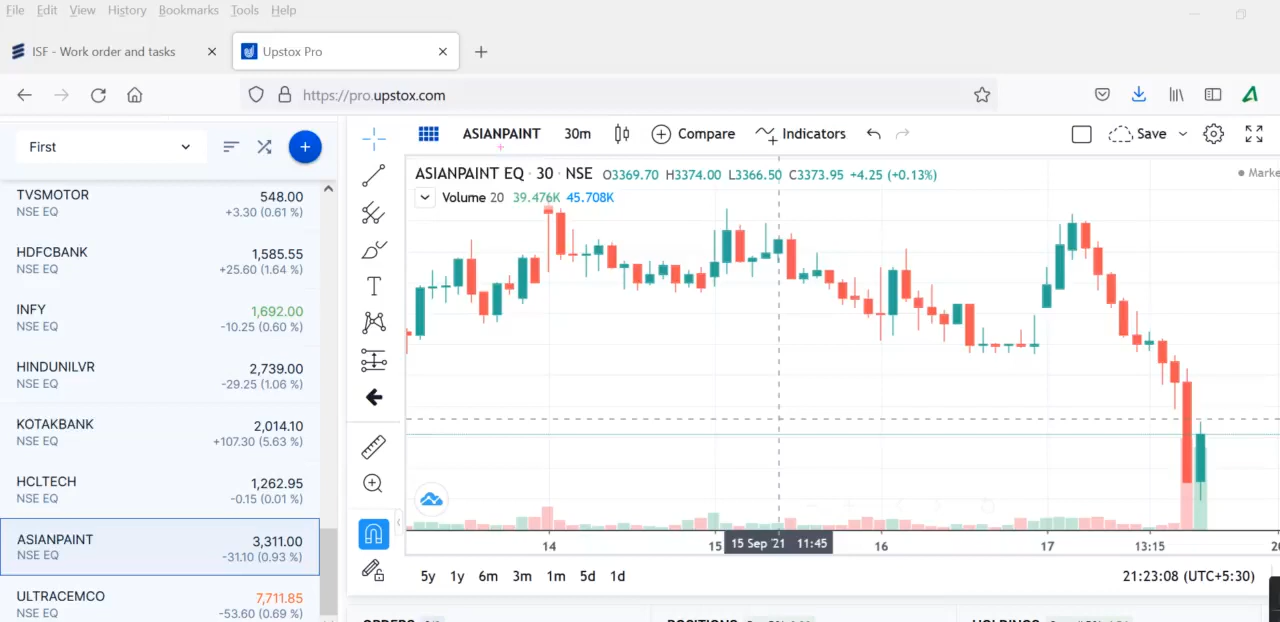 File Edit View History Bookmarks Tools Help
ISF - Work order and tasks
Upstox Pro
https://pro.upstox.com
First
ASIANPAINT 30m Compare Indicators Save
ASIANPAINT EQ · 30 · NSE O3369.70 H3374.00 L3366.50 C3373.95 +4.25 (+0.13%)
Marke
Volume 20 39.476K 45.708K
TVSMOTOR 548.00
NSE EQ +3.30 (0.61 %)
HDFCBANK 1,585.55
NSE EQ +25.60 (1.64 %)
INFY 1,692.00
NSE EQ -10.25 (0.60 %)
HINDUNILVR 2,739.00
NSE EQ -29.25 (1.06 %)
KOTAKBANK 2,014.10
NSE EQ +107.30 (5.63 %)
HCLTECH 1,262.95
NSE EQ -0.15 (0.01 %)
ASIANPAINT 3,311.00
NSE EQ -31.10 (0.93 %)
ULTRACEMCO 7,711.85
NSE EQ -53.60 (0.69 %)
14 15 15 Sep '21 11:45 16 17 13:15 20
5y 1y 6m 3m 1m 5d 1d
21:23:08 (UTC+5:30)
ORDERS POSITIONS HOLDINGS